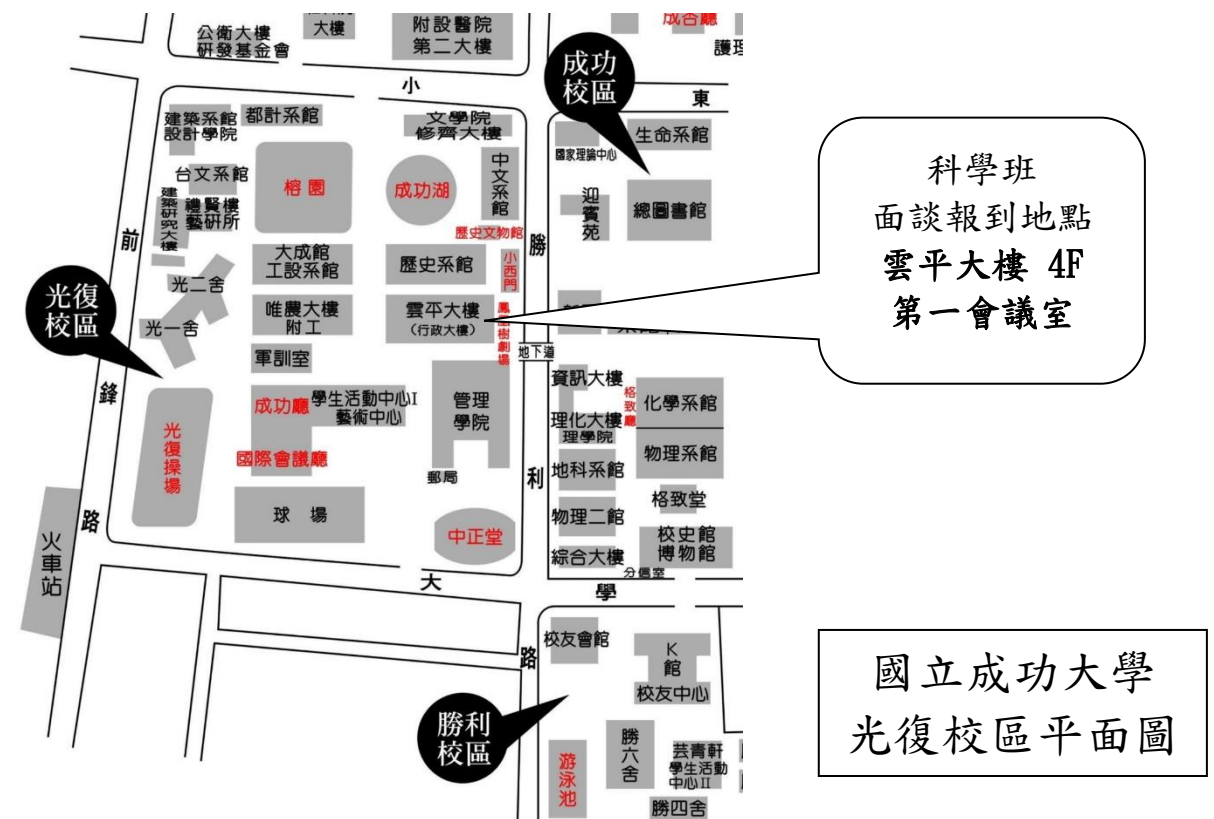 大樓
附設醫院
第二大樓
公衛大樓
研發基金會
成杏廳
護理
成功
校區
小
東
建築系館
設計學院
都計系館
文學院
修齊大樓
國家理論中心
生命系館
台文系館
榕園
成功湖
中文系館
迎賓苑
總圖書館
建築研究大樓
禮賢樓
藝研所
歷史文物館
前
勝
大成館
工設系館
歷史系館
小西門
光二舍
光復
校區
光一舍
唯農大樓
附工
雲平大樓
(行政大樓)
鳳凰樹劇場
地下道
軍訓室
鋒
成功廳
學生活動中心I
藝術中心
管理
學院
資訊大樓
格致廳
化學系館
理化大樓
理學院
光復操場
國際會議廳
郵局
利
地科系館
物理系館
球場
中正堂
物理二館
格致堂
路
火車站
綜合大樓
校史館
博物館
分信室
大
學
路
校友會館
K
館
校友中心
勝利
校區
游泳池
勝六舍
芸青軒
學生活動
中心II
勝四舍
科學班
面談報到地點
雲平大樓 4F
第一會議室
國立成功大學
光復校區平面圖